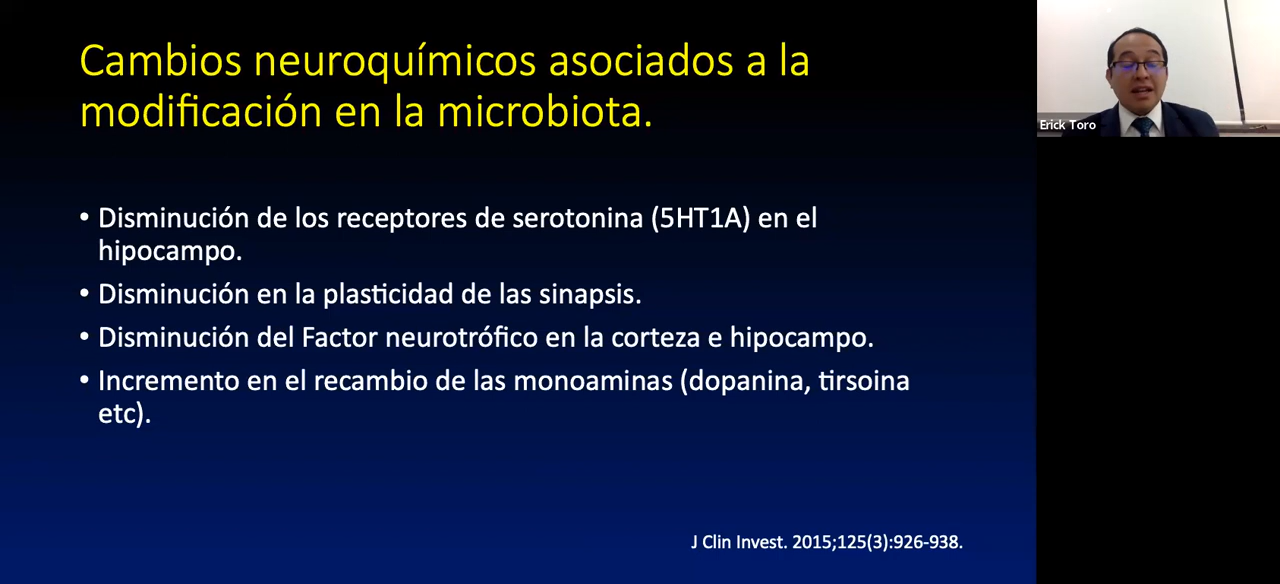 Cambios neuroquímicos asociados a la
modificación en la microbiota.
• Disminución de los receptores de serotonina (5HT1A) en el
hipocampo.
• Disminución en la plasticidad de las sinapsis.
• Disminución del Factor neurotrófico en la corteza e hipocampo.
• Incremento en el recambio de las monoaminas (dopanina, tirsoina
etc).
J Clin Invest. 2015;125(3):926-938.
Erick Toro